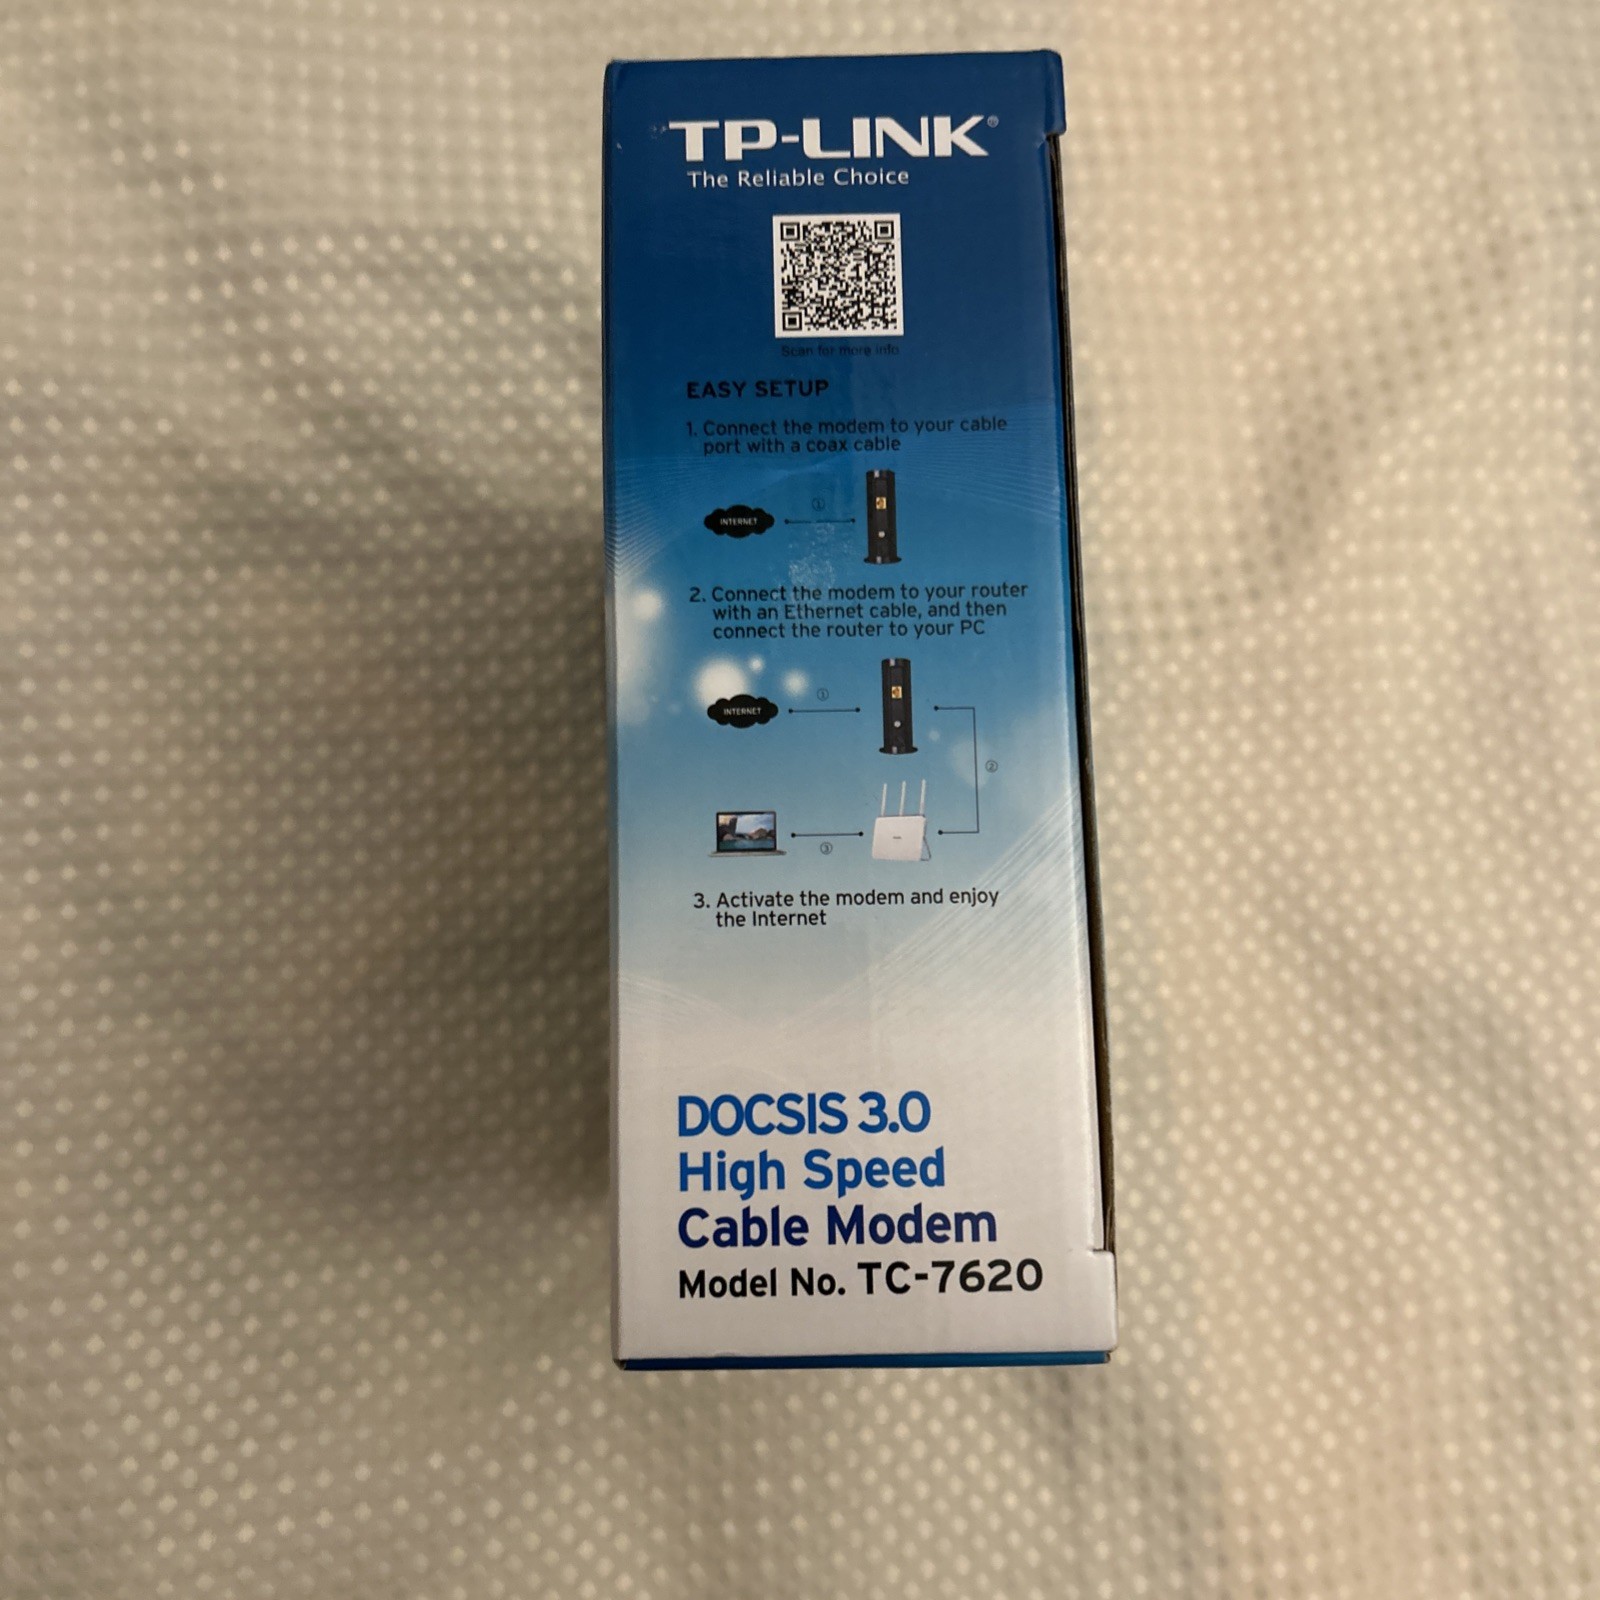 TP-LINK®
The Reliable Choice
Scan for more info
EASY SETUP
1. Connect the modem to your cable
port with a coax cable
INTERNET
①
2. Connect the modem to your router
with an Ethernet cable, and then
connect the router to your PC
INTERNET
①
②
③
3. Activate the modem and enjoy
the Internet
DOCSIS 3.0
High Speed
Cable Modem
Model No. TC-7620